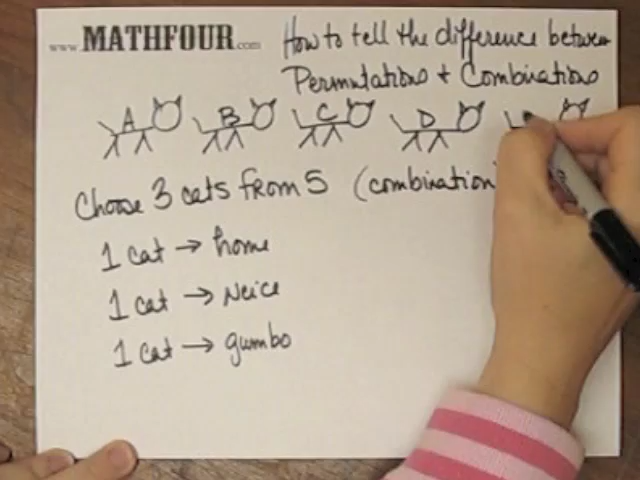 www.MATHFOUR.com
How to tell the difference between
Permutations + Combinations
A B C D
Choose 3 cats from 5 (combination
1 cat → home
1 cat → Neice
1 cat → gumbo